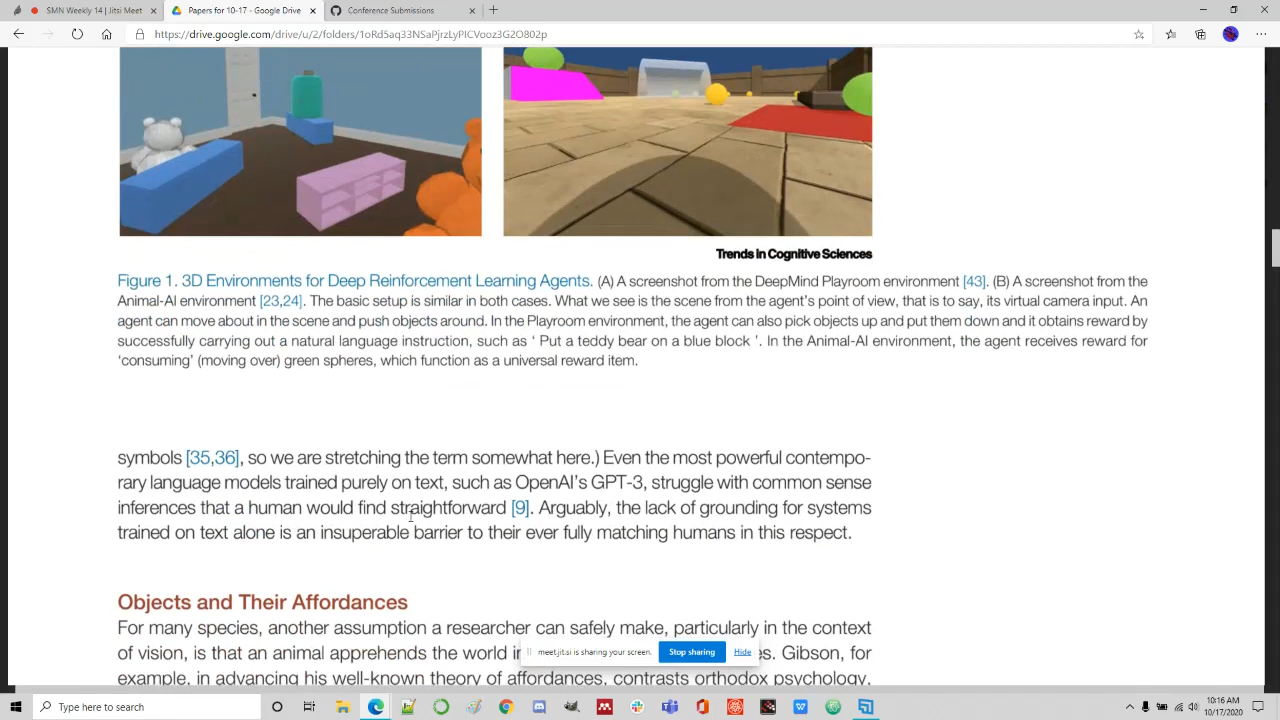 SMIN Week 14 | Jitsi Meet
Papers for 10-17 - Google Drive
Conference Submissions
https://drive.google.com/drive/u/2/folders/1oRd5aq33NSaPjrzLyPICVooz3G2O802p
Trends in Cognitive Sciences
Figure 1. 3D Environments for Deep Reinforcement Learning Agents. (A) A screenshot from the DeepMind Playroom environment [43]. (B) A screenshot from the
Animal-AI environment [23,24]. The basic setup is similar in both cases. What we see is the scene from the agent's point of view, that is to say, its virtual camera input. An
agent can move about in the scene and push objects around. In the Playroom environment, the agent can also pick objects up and put them down and it obtains reward by
successfully carrying out a natural language instruction, such as ‘ Put a teddy bear on a blue block ’. In the Animal-AI environment, the agent receives reward for
‘consuming’ (moving over) green spheres, which function as a universal reward item.
symbols [35,36], so we are stretching the term somewhat here.) Even the most powerful contempo-
rary language models trained purely on text, such as OpenAI's GPT-3, struggle with common sense
inferences that a human would find straightforward [9]. Arguably, the lack of grounding for systems
trained on text alone is an insuperable barrier to their ever fully matching humans in this respect.
Objects and Their Affordances
For many species, another assumption a researcher can safely make, particularly in the context
of vision, is that an animal apprehends the world in
s. Gibson, for
meet.jit.si is sharing your screen.
Stop sharing
Hide
example, in advancing his well-known theory of affordances, contrasts orthodox psychology,
Type here to search
10:13 AM
10/17/2020